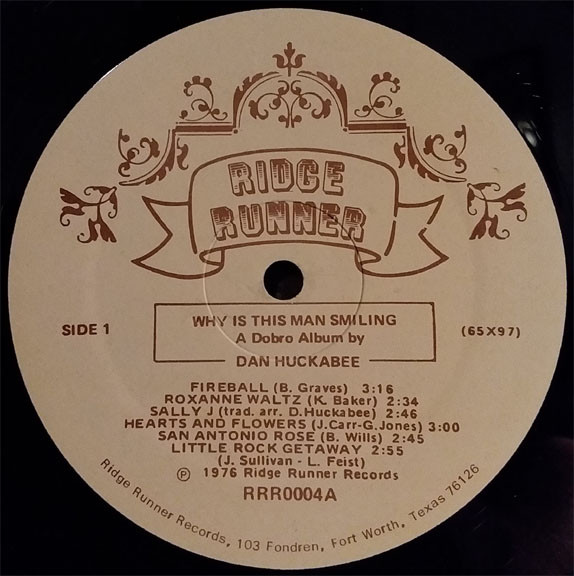 RIDGE
RUNNER
SIDE 1
WHY IS THIS MAN SMILING
A Dobro Album by
DAN HUCKABEE
(65X97)
FIREBALL (B. Graves) 3:16
ROXANNE WALTZ (K. Baker) 2:34
SALLY J (trad. arr. D.Huckabee) 2:46
HEARTS AND FLOWERS (J.Carr-G.Jones) 3:00
SAN ANTONIO ROSE (B. Wills) 2:45
LITTLE ROCK GETAWAY 2:55
(J. Sullivan - L. Feist)
Ⓟ 1976 Ridge Runner Records
RRR0004A
Ridge Runner Records, 103 Fondren, Fort Worth, Texas 76126